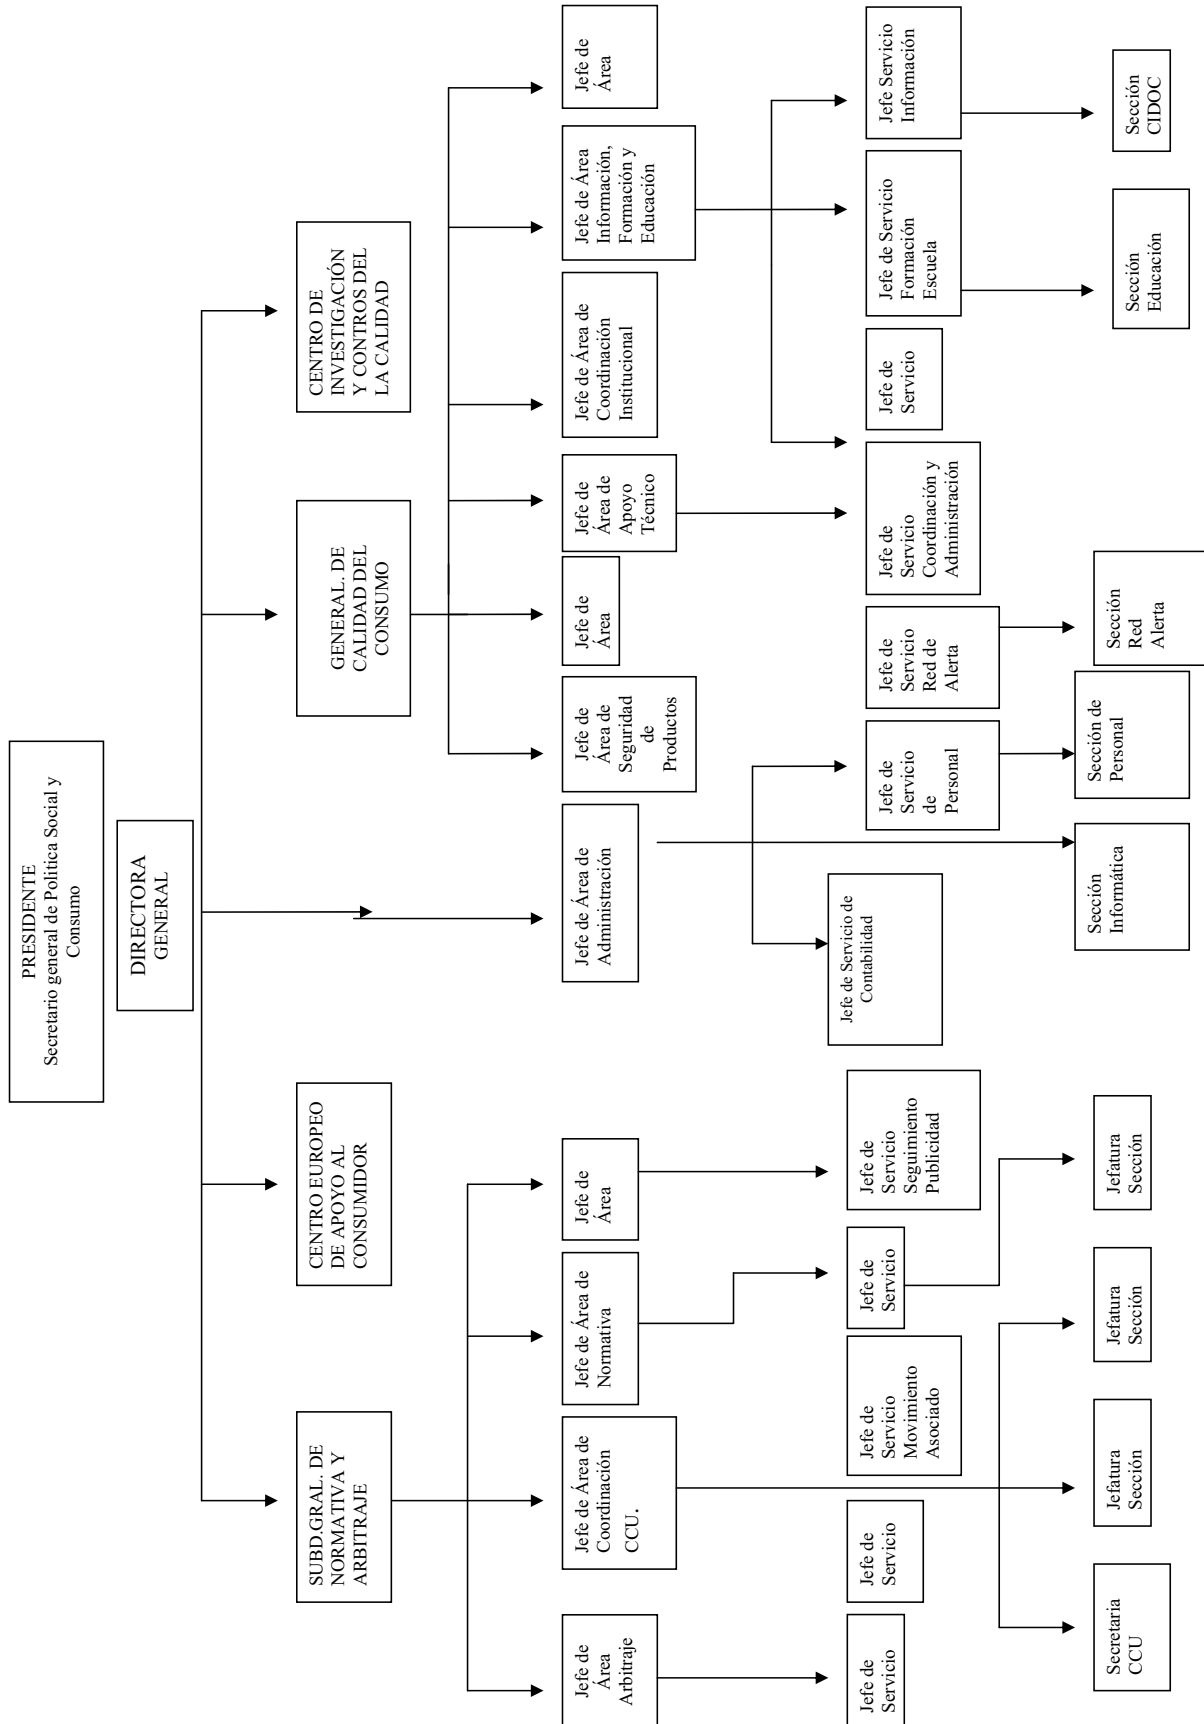 PRESIDENTE
Secretario general de Politica Social y
Consumo
DIRECTORA
GENERAL
SUBD.GRAL. DE
NORMATIVA Y
ARBITRAJE
CENTRO EUROPEO
DE APOYO AL
CONSUMIDOR
GENERAL. DE
CALIDAD DEL
CONSUMO
CENTRO DE
INVESTIGACIÓN
Y CONTROS DEL
LA CALIDAD
Jefe de
Área
Arbitraje
Jefe de Área de
Coordinación
CCU.
Jefe de Área de
Normativa
Jefe de
Área
Jefe de Área de
Administración
Jefe de
Área de
Seguridad
de
Productos
Jefe de
Área
Jefe de
Área de
Apoyo
Técnico
Jefe de Área de
Coordinación
Institucional
Jefe de Área
Información,
Formación y
Educación
Jefe de
Área
Jefe de
Servicio
Jefe de
Servicio
Jefe de
Servicio
Movimiento
Asociado
Jefe de
Servicio
Jefe de
Servicio
Seguimiento
Publicidad
Jefe de Servicio de
Contabilidad
Jefe de
Servicio
de
Personal
Jefe de
Servicio
Red de
Alerta
Jefe de
Servicio
Coordinación y
Administración
Jefe de
Servicio
Jefe de Servicio
Formación
Escuela
Jefe Servicio
Información
Secretaria
CCU
Jefatura
Sección
Jefatura
Sección
Jefatura
Sección
Sección
Informática
Sección de
Personal
Sección
Red
Alerta
Sección
Educación
Sección
CIDOC